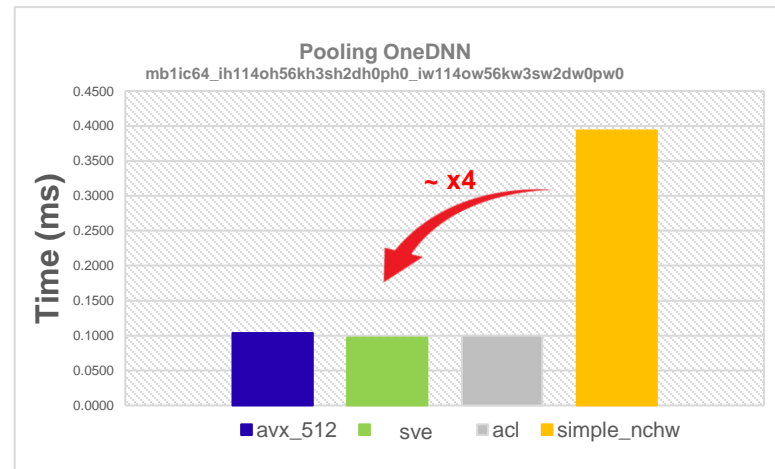 Pooling OneDNN
mb1ic64_ih114oh56kh3sh2dh0ph0_iw114ow56kw3sw2dw0pw0
0.4500
0.4000
0.3500
0.3000
0.2500
0.2000
0.1500
0.1000
0.0500
0.0000
Time (ms)
~ x4
avx_512 sve acl simple_nchw